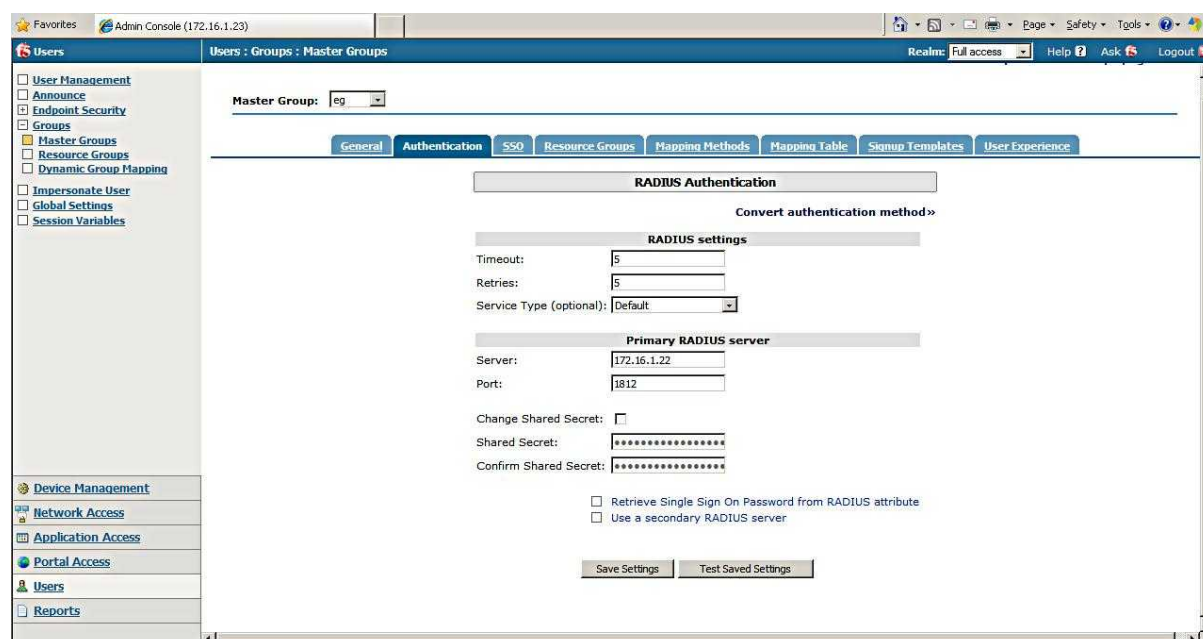 Favorites Admin Console (172.16.1.23) Page Safety Tools
Users Users : Groups : Master Groups Realm: Full access Help Ask f5 Logout
User Management
Announce
Endpoint Security
Groups
Master Groups
Resource Groups
Dynamic Group Mapping
Impersonate User
Global Settings
Session Variables
Device Management
Network Access
Application Access
Portal Access
Users
Reports
Master Group: eg
General Authentication SSO Resource Groups Mapping Methods Mapping Table Signup Templates User Experience
RADIUS Authentication
Convert authentication method»
RADIUS settings
Timeout: 5
Retries: 5
Service Type (optional): Default
Primary RADIUS server
Server: 172.16.1.22
Port: 1812
Change Shared Secret:
Shared Secret: •••••••••••••••••
Confirm Shared Secret: •••••••••••••••••
Retrieve Single Sign On Password from RADIUS attribute
Use a secondary RADIUS server
Save Settings Test Saved Settings